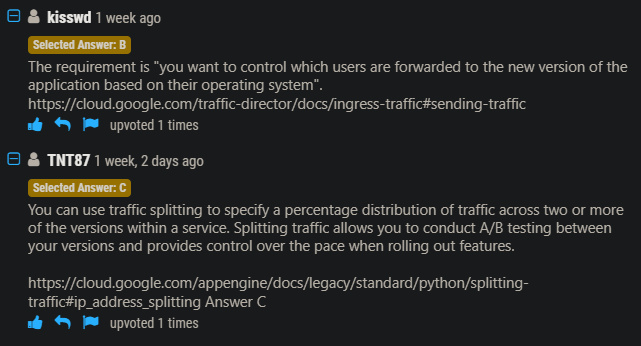 kisswd 1 week ago
Selected Answer: B
The requirement is "you want to control which users are forwarded to the new version of the
application based on their operating system".
https://cloud.google.com/traffic-director/docs/ingress-traffic#sending-traffic
upvoted 1 times
TNT87 1 week, 2 days ago
Selected Answer: C
You can use traffic splitting to specify a percentage distribution of traffic across two or more
of the versions within a service. Splitting traffic allows you to conduct A/B testing between
your versions and provides control over the pace when rolling out features.
https://cloud.google.com/appengine/docs/legacy/standard/python/splitting-
traffic#ip_address_splitting Answer C
upvoted 1 times